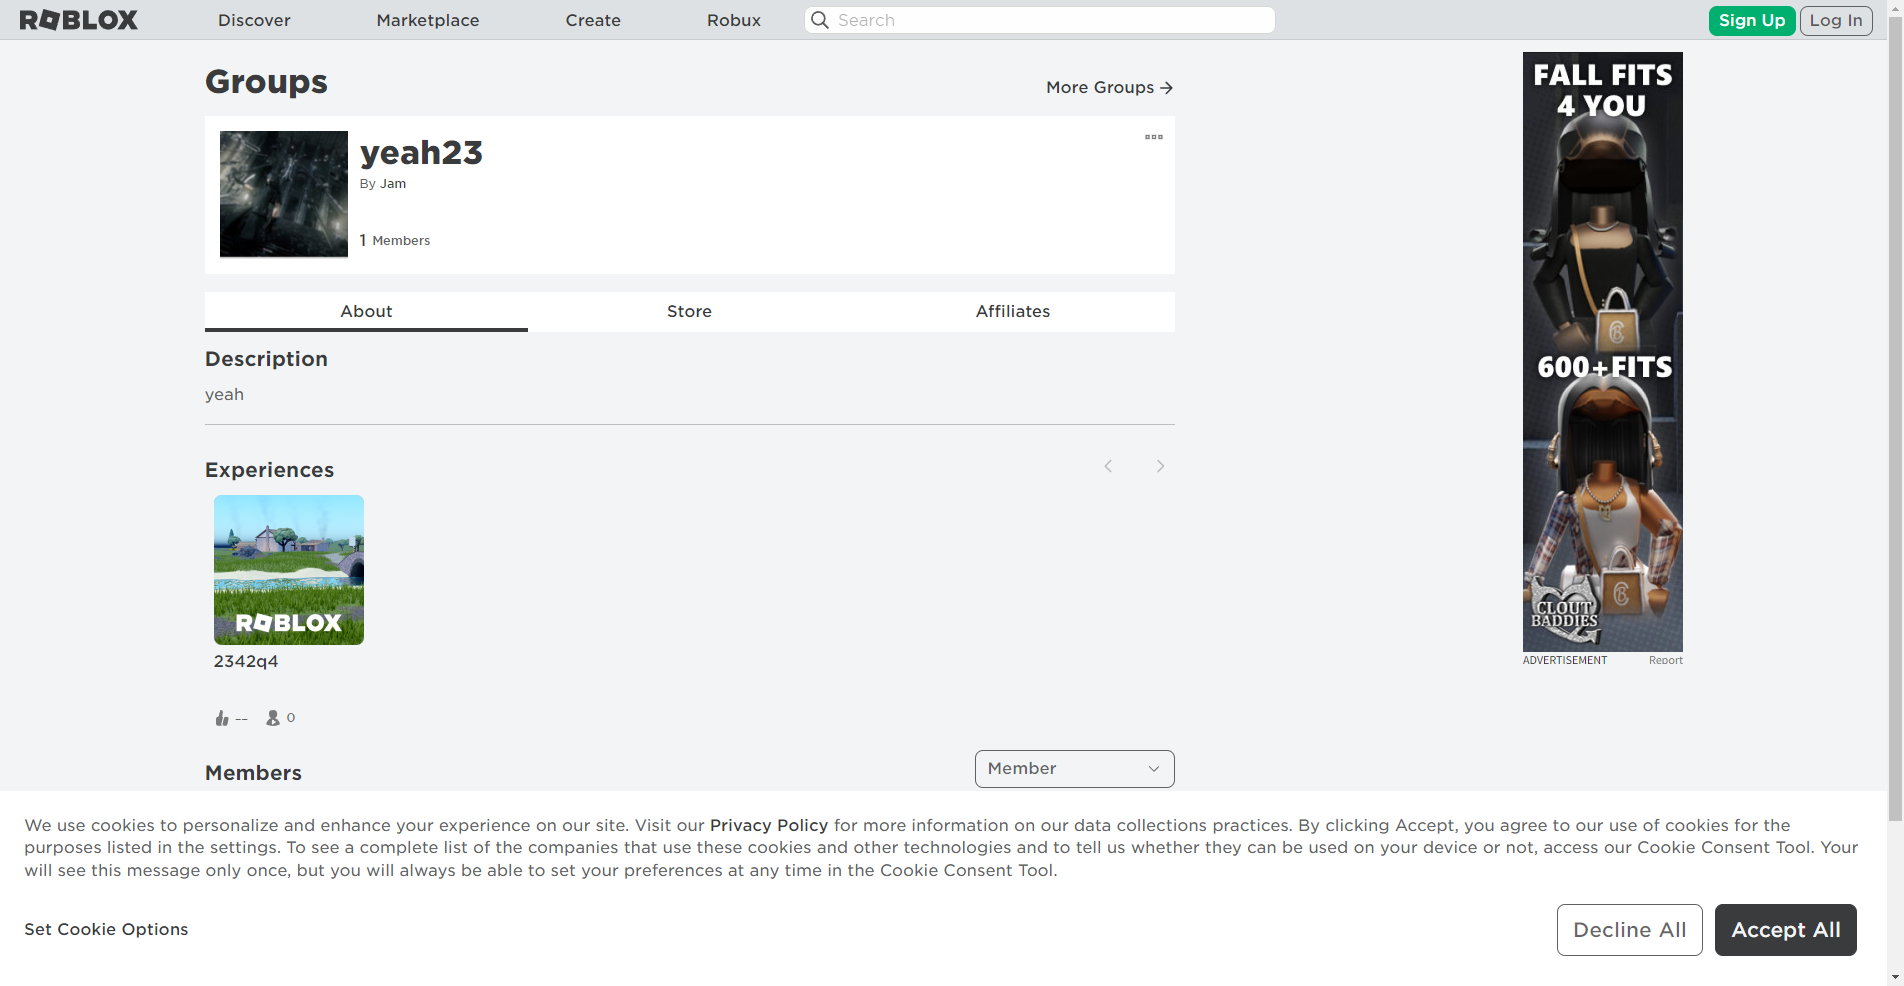 ROBLOX
Discover
Marketplace
Create
Robux
Search
Sign Up
Log In
Groups
More Groups
yeah23
By Jam
1 Members
About
Store
Affiliates
Description
yeah
Experiences
ROBLOX
2342q4
--
0
Members
Member
FALL FITS
4 YOU
600+FITS
CLOUT
BADDIES
ADVERTISEMENT
Report
We use cookies to personalize and enhance your experience on our site. Visit our Privacy Policy for more information on our data collections practices. By clicking Accept, you agree to our use of cookies for the
purposes listed in the settings. To see a complete list of the companies that use these cookies and other technologies and to tell us whether they can be used on your device or not, access our Cookie Consent Tool. Your
will see this message only once, but you will always be able to set your preferences at any time in the Cookie Consent Tool.
Set Cookie Options
Decline All
Accept All